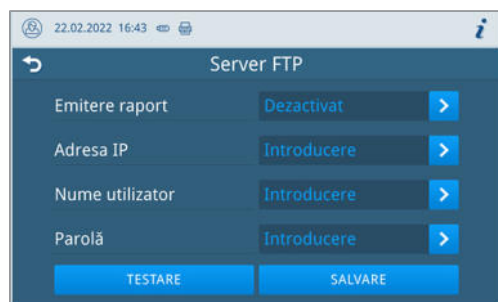 22.02.2022 16:43
Server FTP
Emitere raport Dezactivat
Adresa IP Introducere
Nume utilizator Introducere
Parolă Introducere
TESTARE SALVARE